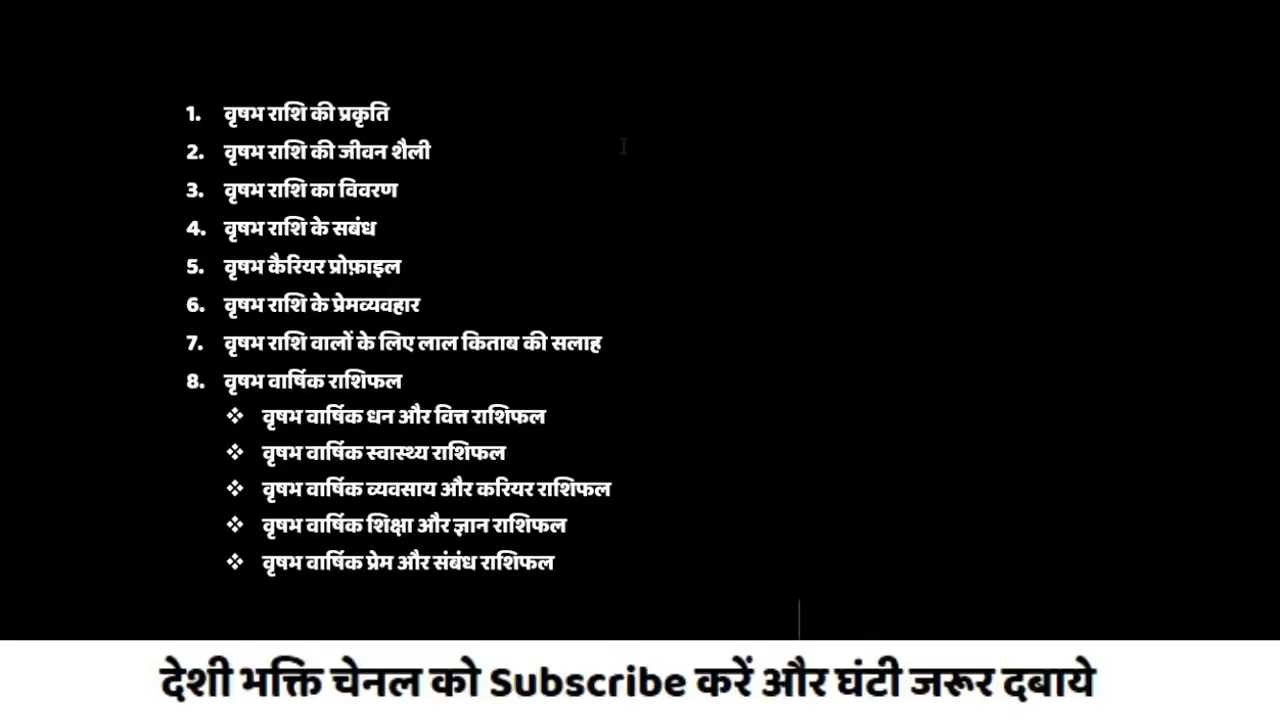 1. वृषभ राशि की प्रकृति
2. वृषभ राशि की जीवन शैली
3. वृषभ राशि का विवरण
4. वृषभ राशि के सबंध
5. वृषभ कैरियर प्रोफ़ाइल
6. वृषभ राशि के प्रेमव्यवहार
7. वृषभ राशि वालों के लिए लाल किताब की सलाह
8. वृषभ वार्षिक राशिफल
❖ वृषभ वार्षिक धन और वित्त राशिफल
❖ वृषभ वार्षिक स्वास्थ्य राशिफल
❖ वृषभ वार्षिक व्यवसाय और करियर राशिफल
❖ वृषभ वार्षिक शिक्षा और ज्ञान राशिफल
❖ वृषभ वार्षिक प्रेम और संबंध राशिफल
देशी भक्ति चेनल को Subscribe करें और घंटी जरूर दबाये